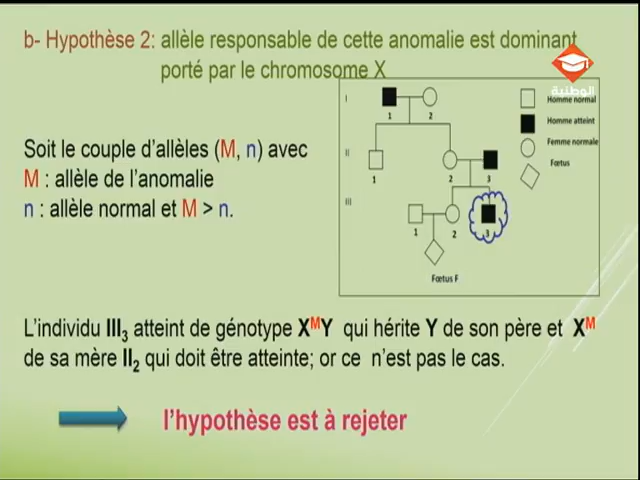 b- Hypothèse 2: allèle responsable de cette anomalie est dominant
porté par le chromosome X
الوطنية
Soit le couple d'allèles (M, n) avec
M : allèle de l'anomalie
n : allèle normal et M > n.
I
1 2
II
1 2 3
III
1 2 3
Fœtus F
Homme normal
Homme atteint
Femme normale
Fœtus
L'individu III3 atteint de génotype XMY qui hérite Y de son père et XM
de sa mère II2 qui doit être atteinte; or ce n'est pas le cas.
l'hypothèse est à rejeter